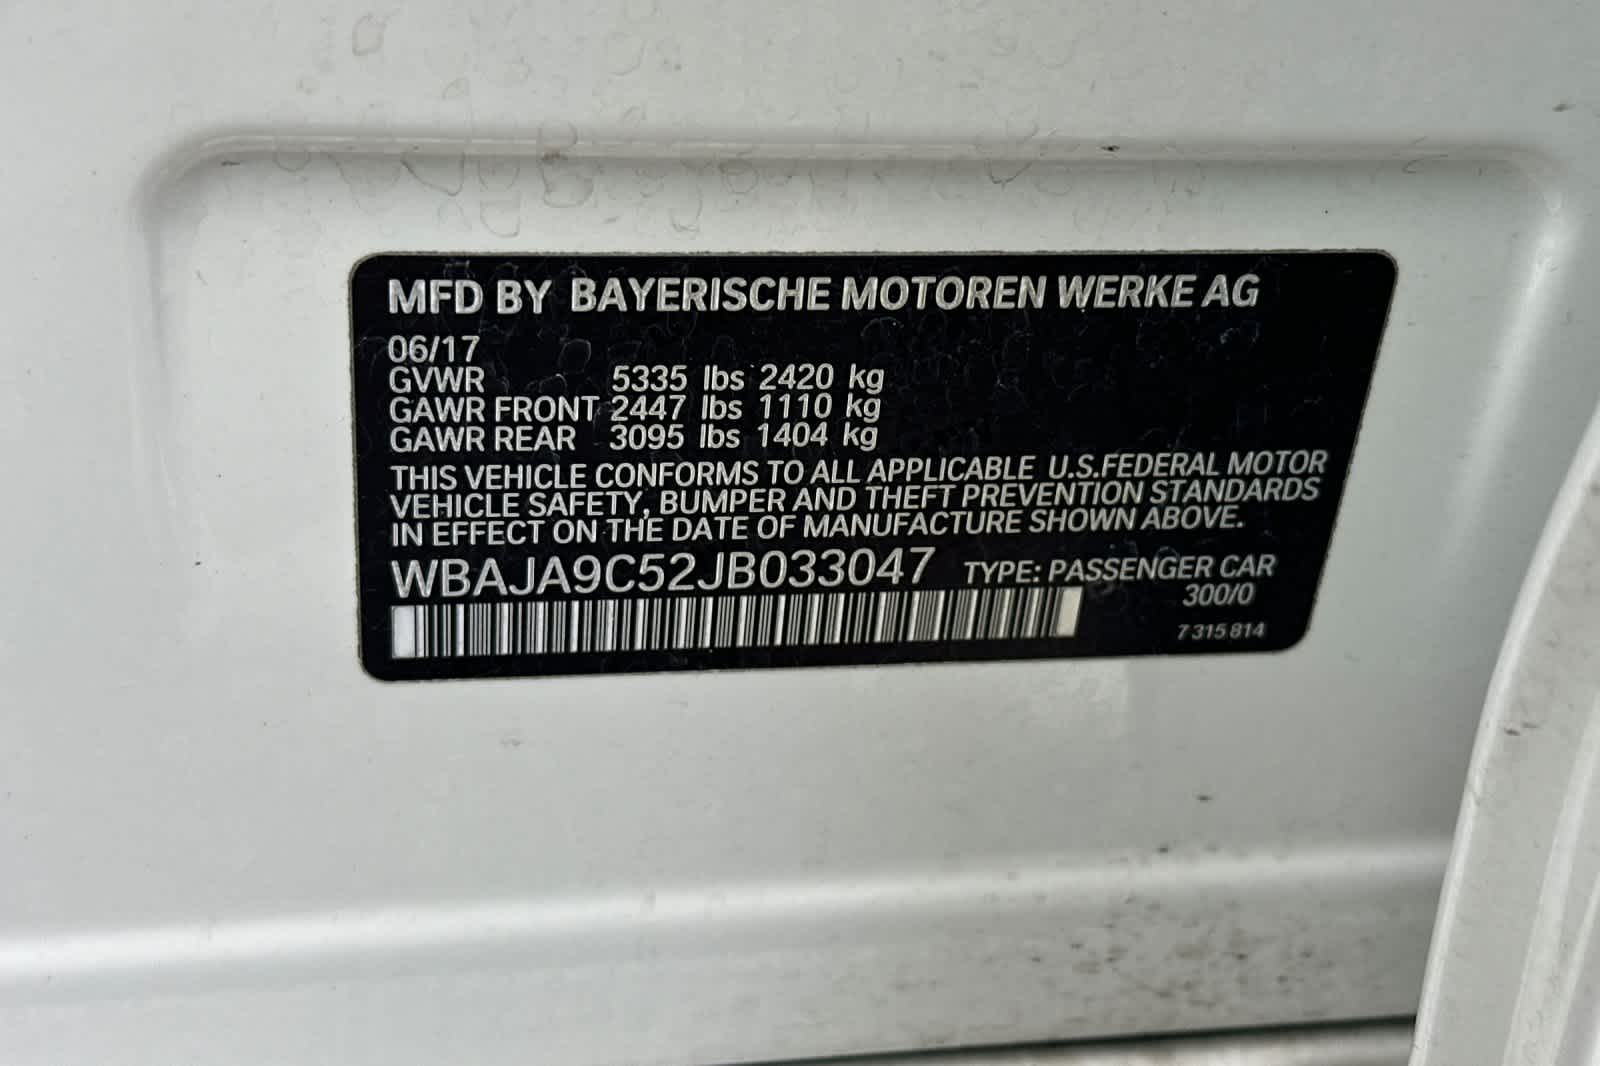 MFD BY BAYERISCHE MOTOREN WERKE AG
06/17
GVWR 5335 lbs 2420 kg
GAWR FRONT 2447 lbs 1110 kg
GAWR REAR 3095 lbs 1404 kg
THIS VEHICLE CONFORMS TO ALL APPLICABLE U.S.FEDERAL MOTOR
VEHICLE SAFETY, BUMPER AND THEFT PREVENTION STANDARDS
IN EFFECT ON THE DATE OF MANUFACTURE SHOWN ABOVE.
WBAJA9C52JB033047 TYPE: PASSENGER CAR
300/0
7 315 814